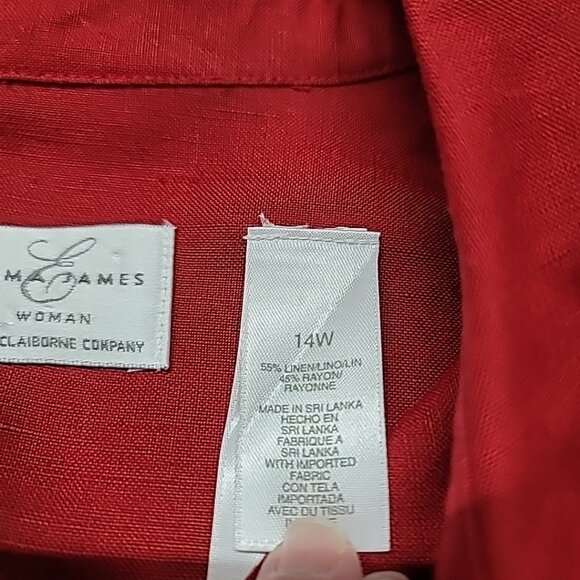 E
MA JAMES
WOMAN
CLAIBORNE COMPANY
14W
55% LINEN/LINO/LIN
45% RAYON/
RAYONNE
MADE IN SRI LANKA
HECHO EN
SRI LANKA
FABRIQUE A
SRI LANKA
WITH IMPORTED
FABRIC
CON TELA
IMPORTADA
AVEC DU TISSU